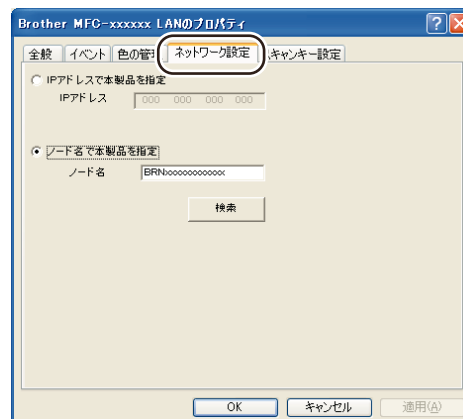 Brother MFC-xxxxxx LANのプロパティ
全般 イベント 色の管理 ネットワーク設定 スキャンキー設定
IPアドレスで本製品を指定
IPアドレス 000 000 000 000
ノード名で本製品を指定
ノード名 BRNxxxxxxxxxxxx
検索
OK キャンセル 適用(A)